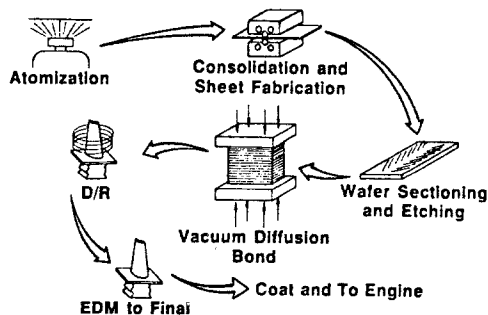 Atomization
Consolidation and
Sheet Fabrication
Wafer Sectioning
and Etching
Vacuum Diffusion
Bond
D/R
EDM to Final
Coat and To Engine